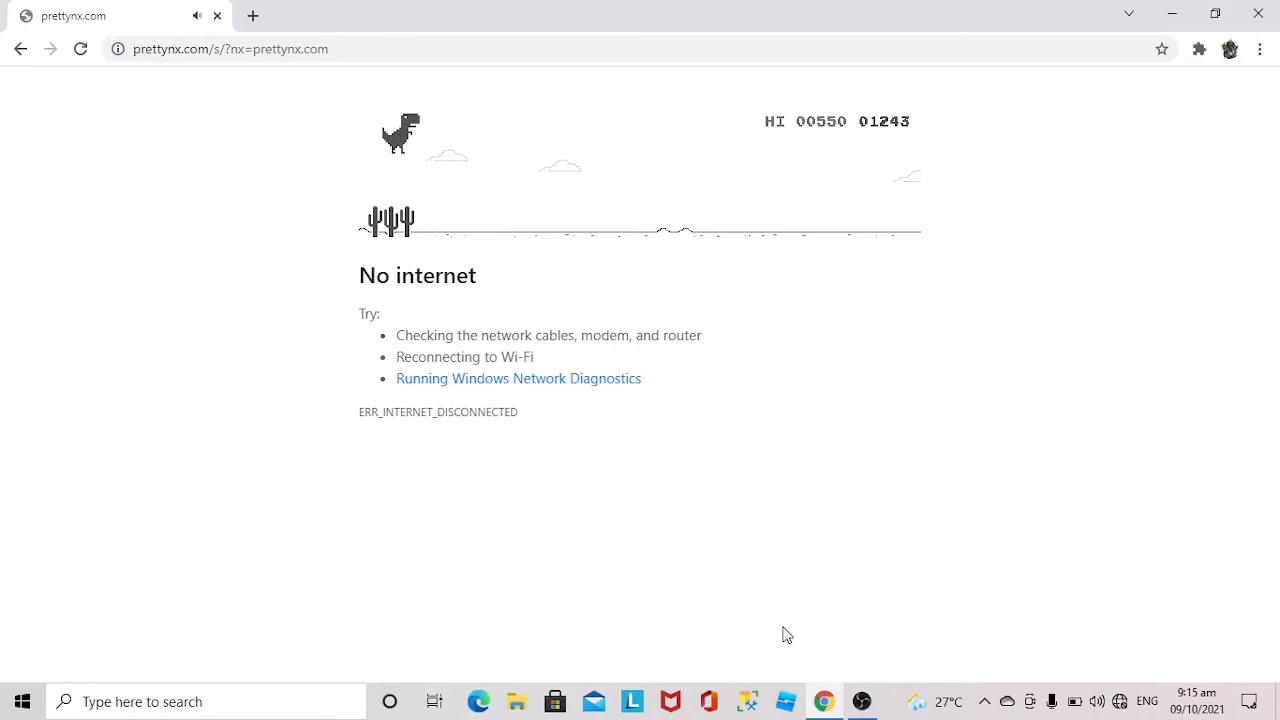 prettynx.com
prettynx.com/s/?nx=prettynx.com
HI 00550 01243
No internet
Try:
Checking the network cables, modem, and router
Reconnecting to Wi-Fi
Running Windows Network Diagnostics
ERR_INTERNET_DISCONNECTED
Type here to search
L
27°C
ENG
9:15 am
09/10/2021